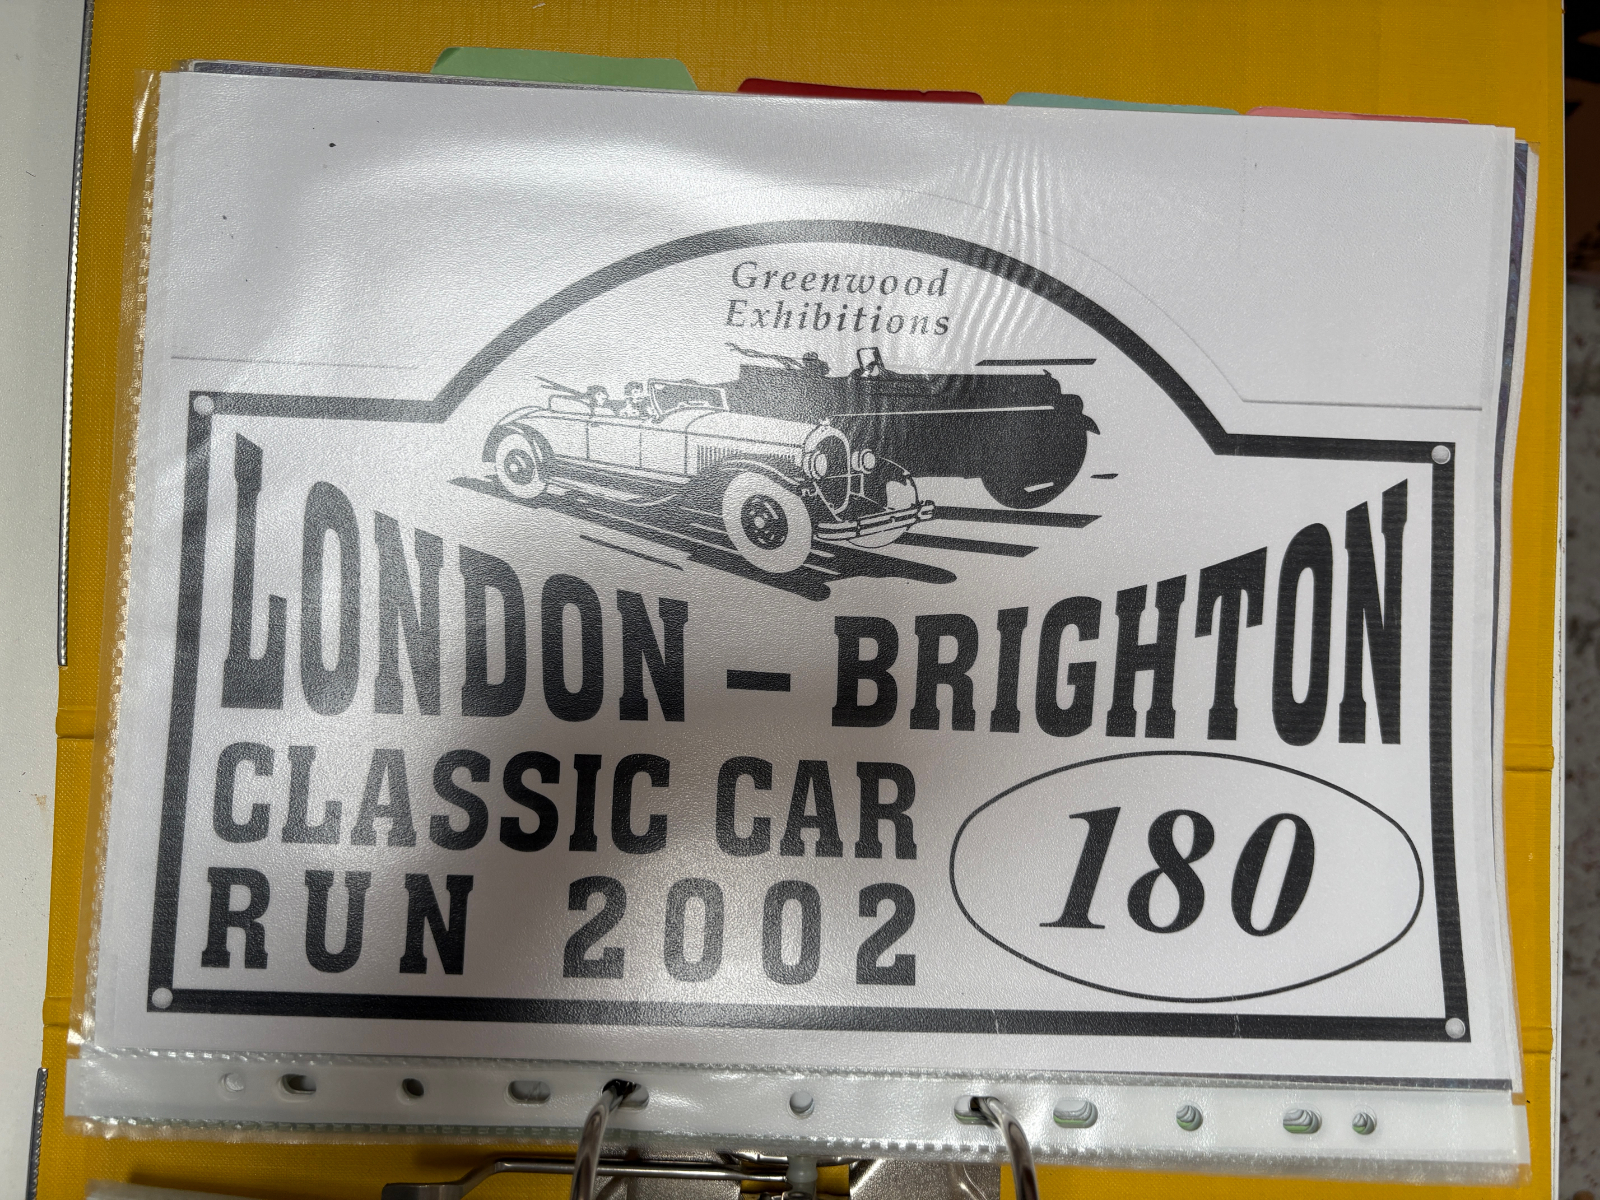 Greenwood
Exhibitions
LONDON – BRIGHTON
CLASSIC CAR
RUN 2002
180